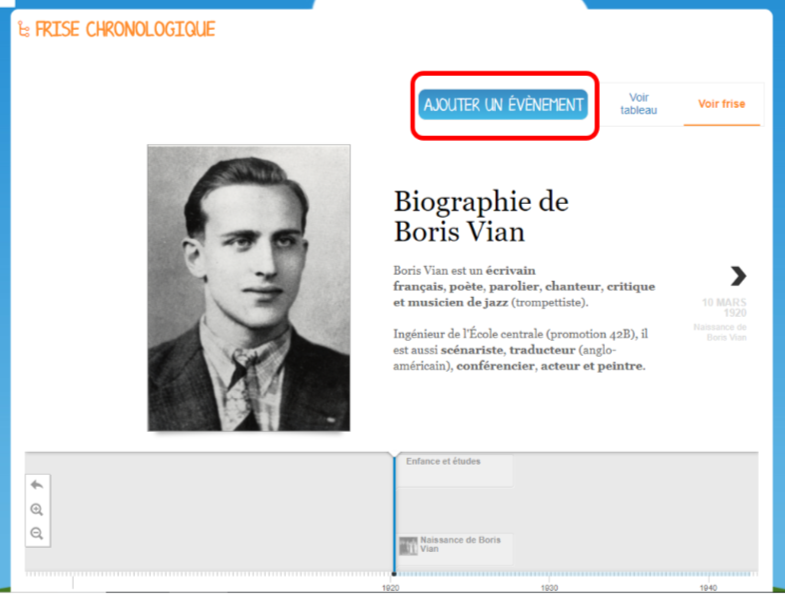 FRISE CHRONOLOGIQUE
AJOUTER UN ÉVÈNEMENT
Voir
tableau
Voir frise
Biographie de
Boris Vian
Boris Vian est un écrivain
français, poète, parolier, chanteur, critique
et musicien de jazz (trompettiste).
Ingénieur de l'École centrale (promotion 42B), il
est aussi scénariste, traducteur (anglo-
américain), conférencier, acteur et peintre.
10 MARS
1920
Naissance de
Boris Vian
Enfance et études
Naissance de Boris
Vian
1920
1930
1940